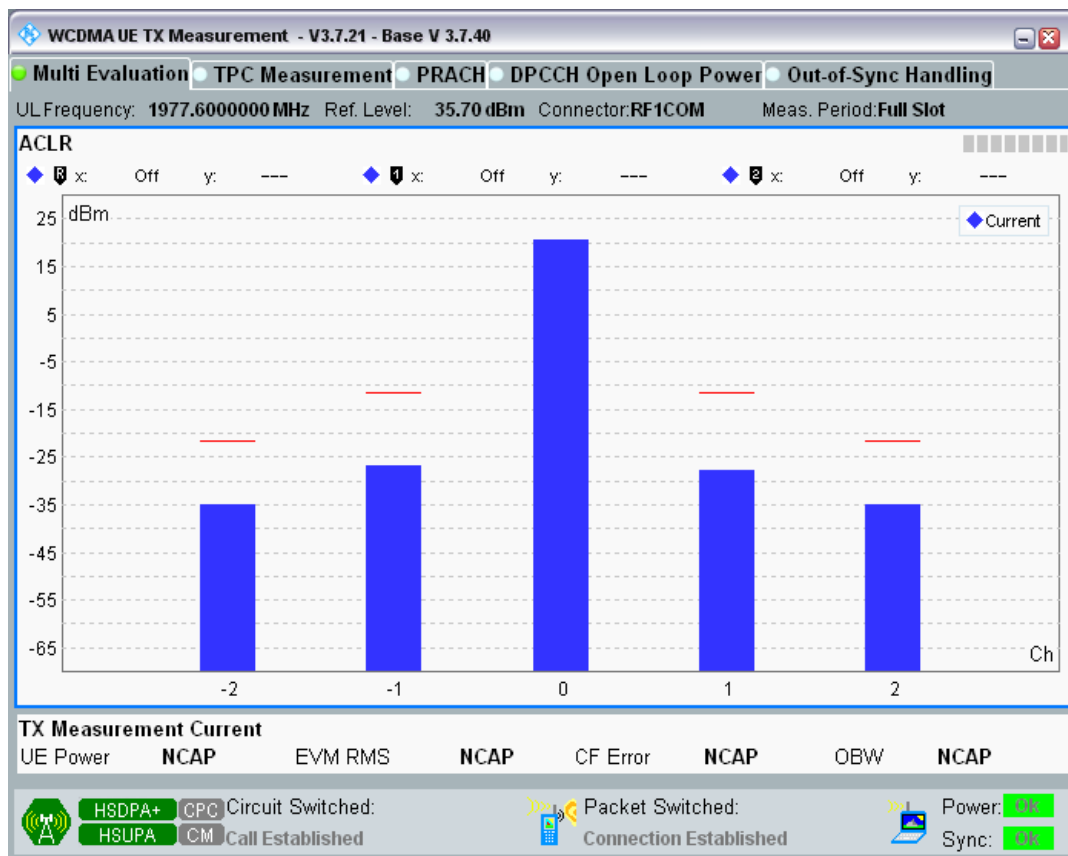 WCDMA UE TX Measurement - V3.7.21 - Base V 3.7.40
Multi Evaluation TPC Measurement PRACH DPCCH Open Loop Power Out-of-Sync Handling
UL Frequency: 1977.6000000 MHz Ref. Level: 35.70 dBm Connector:RF1COM Meas. Period:Full Slot
ACLR
R x: Off y: --- 1 x: Off y: --- 2 x: Off y: ---
dBm
Current
25
15
5
-5
-15
-25
-35
-45
-55
-65
Ch
-2 -1 0 1 2
TX Measurement Current
UE Power NCAP EVM RMS NCAP CF Error NCAP OBW NCAP
HSDPA+ CPC Circuit Switched: Packet Switched: Power: OK
HSUPA CM Call Established Connection Established Sync: OK